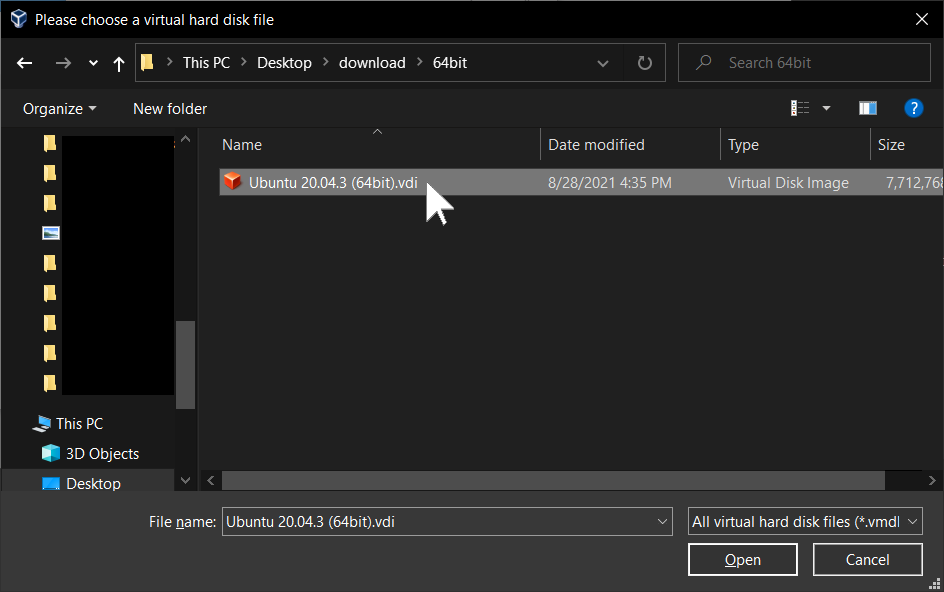 Please choose a virtual hard disk file
This PC Desktop download 64bit
Search 64bit
Organize New folder
?
Name Date modified Type Size
Ubuntu 20.04.3 (64bit).vdi 8/28/2021 4:35 PM Virtual Disk Image 7,712,768
This PC
3D Objects
Desktop
File name: Ubuntu 20.04.3 (64bit).vdi
All virtual hard disk files (*.vmdl
Open Cancel